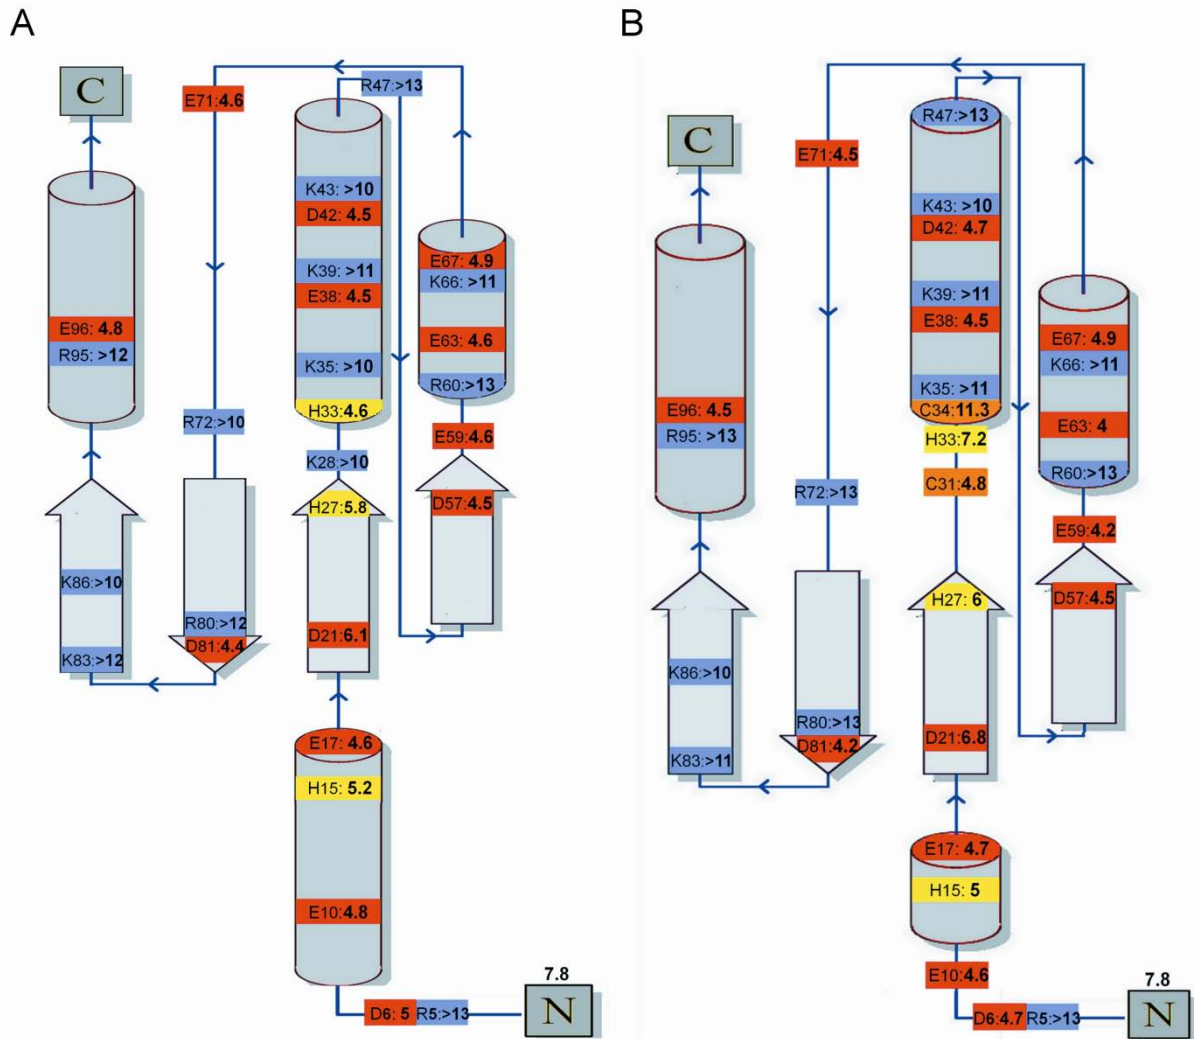 A
C
E71:4.6
R47:>13
K43: >10
D42: 4.5
K39: >11
E38: 4.5
K35: >10
H33:4.6
K28:>10
H27:5.8
D21:6.1
E67: 4.9
K66: >11
E63: 4.6
R60:>13
E59:4.6
D57:4.5
E96: 4.8
R95: >12
R72:>10
K86:>10
K83:>12
R80:>12
D81:4.4
E17: 4.6
H15: 5.2
E10:4.8
D6: 5 R5:>13
7.8
N
B
C
E71:4.5
R47:>13
K43: >10
D42: 4.7
K39: >11
E38: 4.5
K35: >11
C34:11.3
H33:7.2
C31:4.8
H27: 6
D21:6.8
E67: 4.9
K66: >11
E63: 4
R60:>13
E59:4.2
D57:4.5
E96: 4.5
R95: >13
R72:>13
K86:>10
K83:>11
R80:>13
D81:4.2
E17: 4.7
H15: 5
E10:4.6
D6:4.7 R5:>13
7.8
N